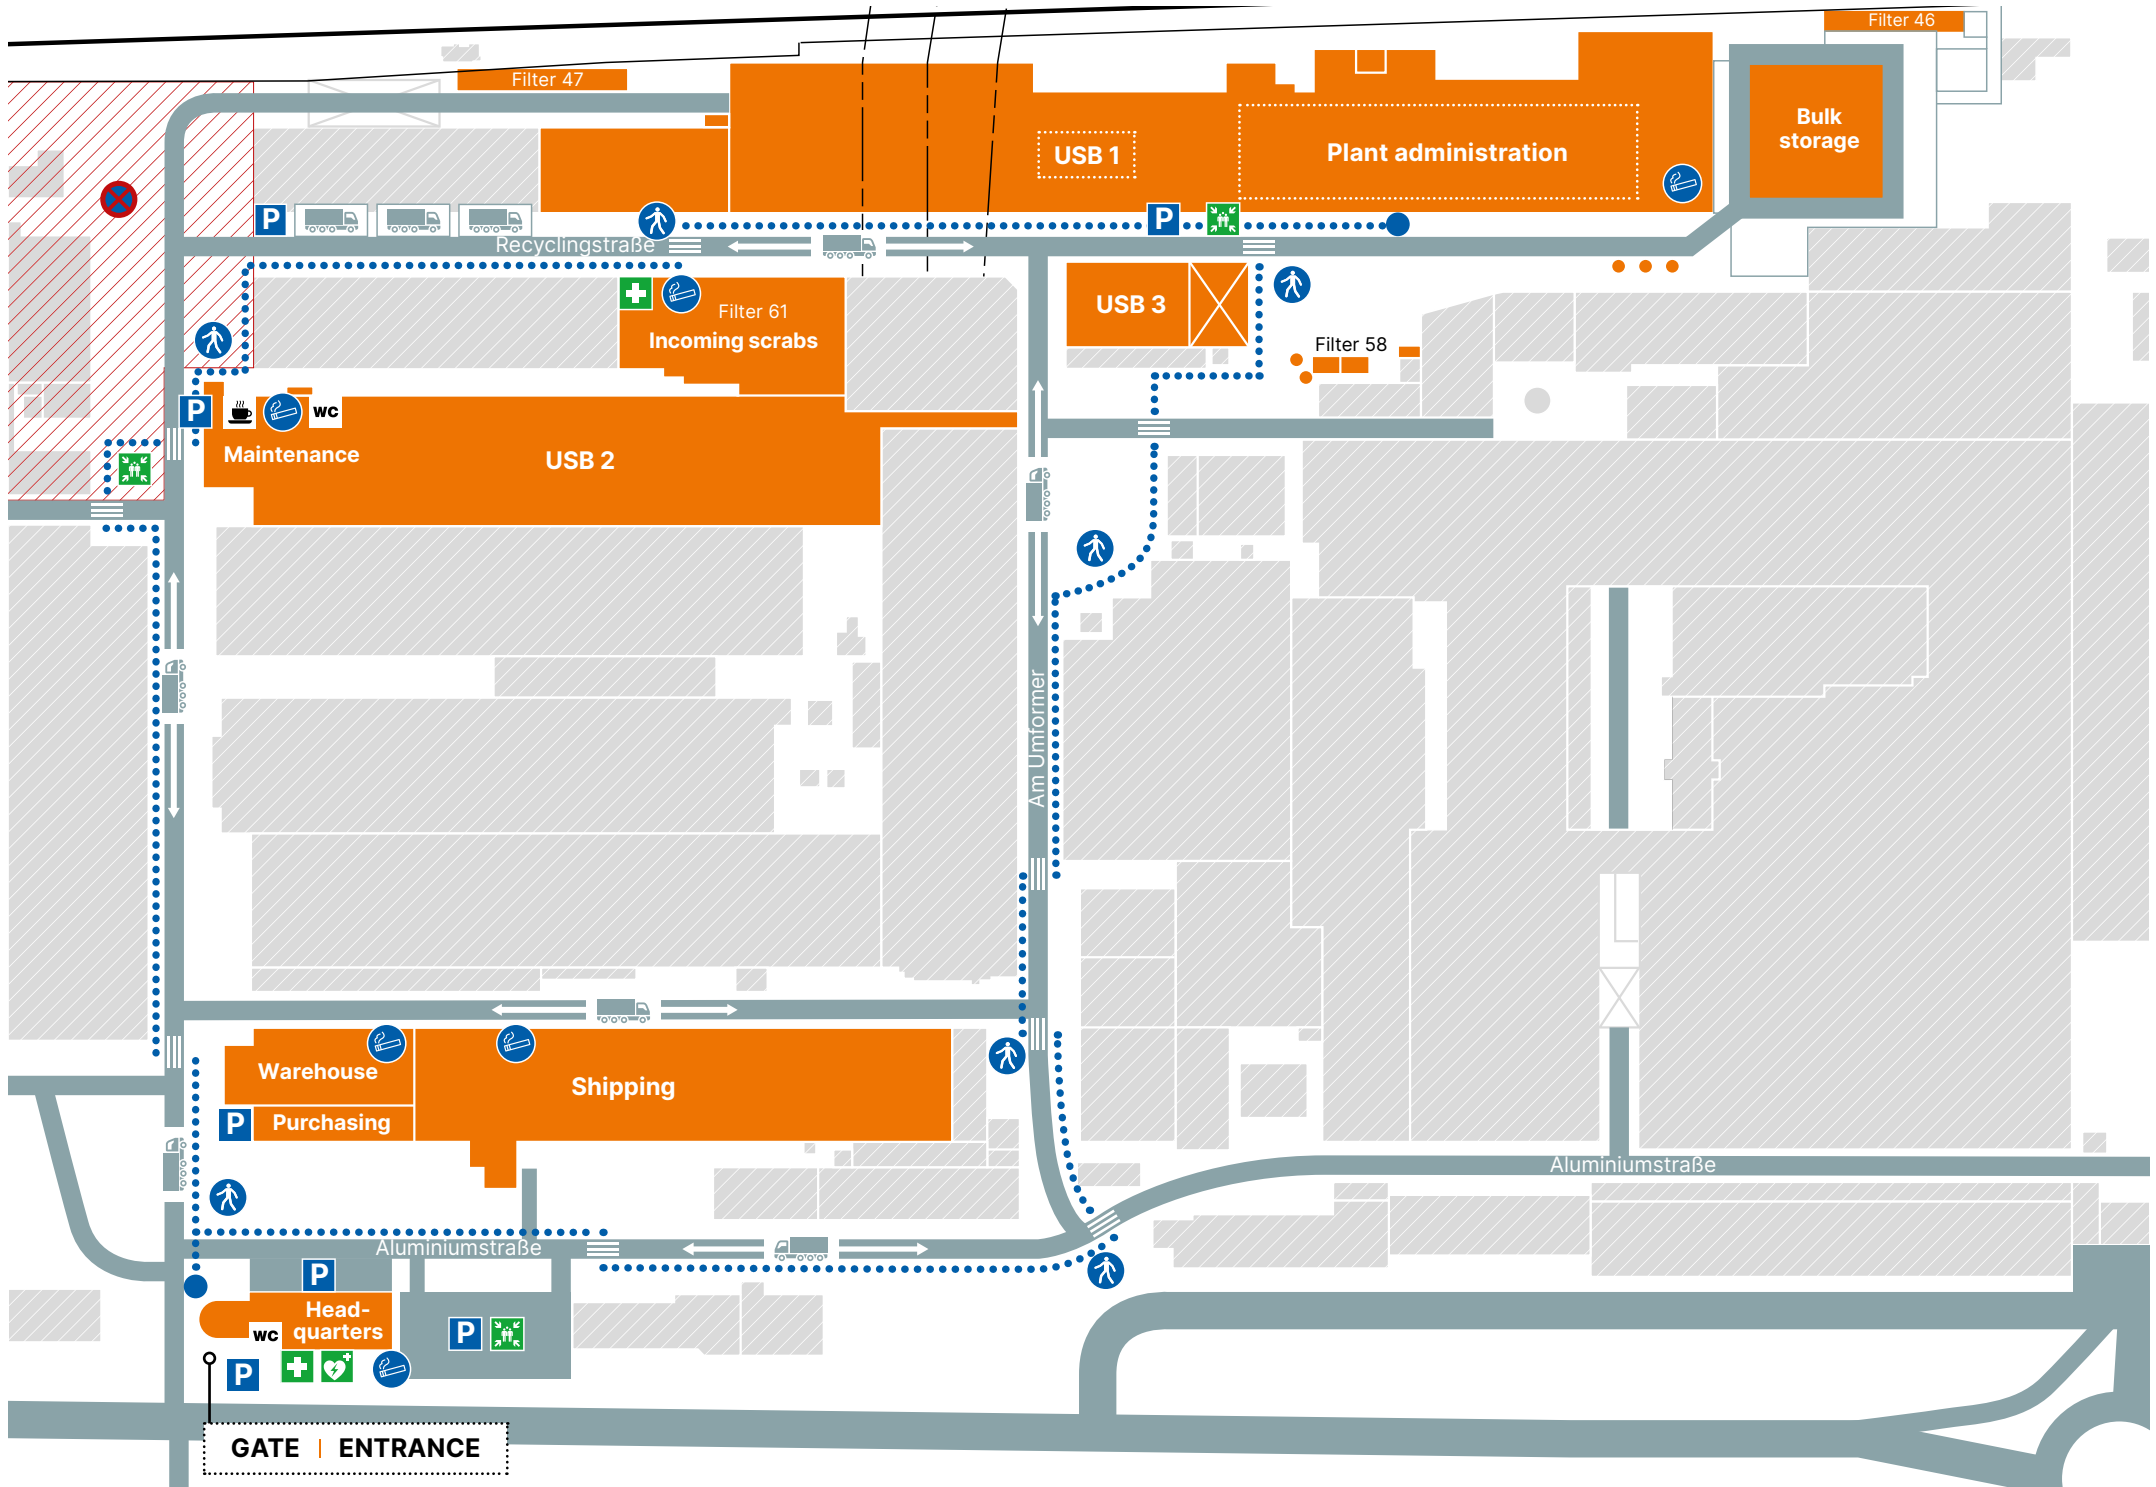 Filter 46
Filter 47
Bulk
storage
USB 1
Plant administration
P
P
Recyclingstraße
Filter 61
Incoming scrabs
USB 3
Filter 58
P
WC
Maintenance
USB 2
Am Umformer
Warehouse
Shipping
P
Purchasing
Aluminiumstraße
Aluminiumstraße
P
Head-
quarters
WC
P
P
GATE | ENTRANCE